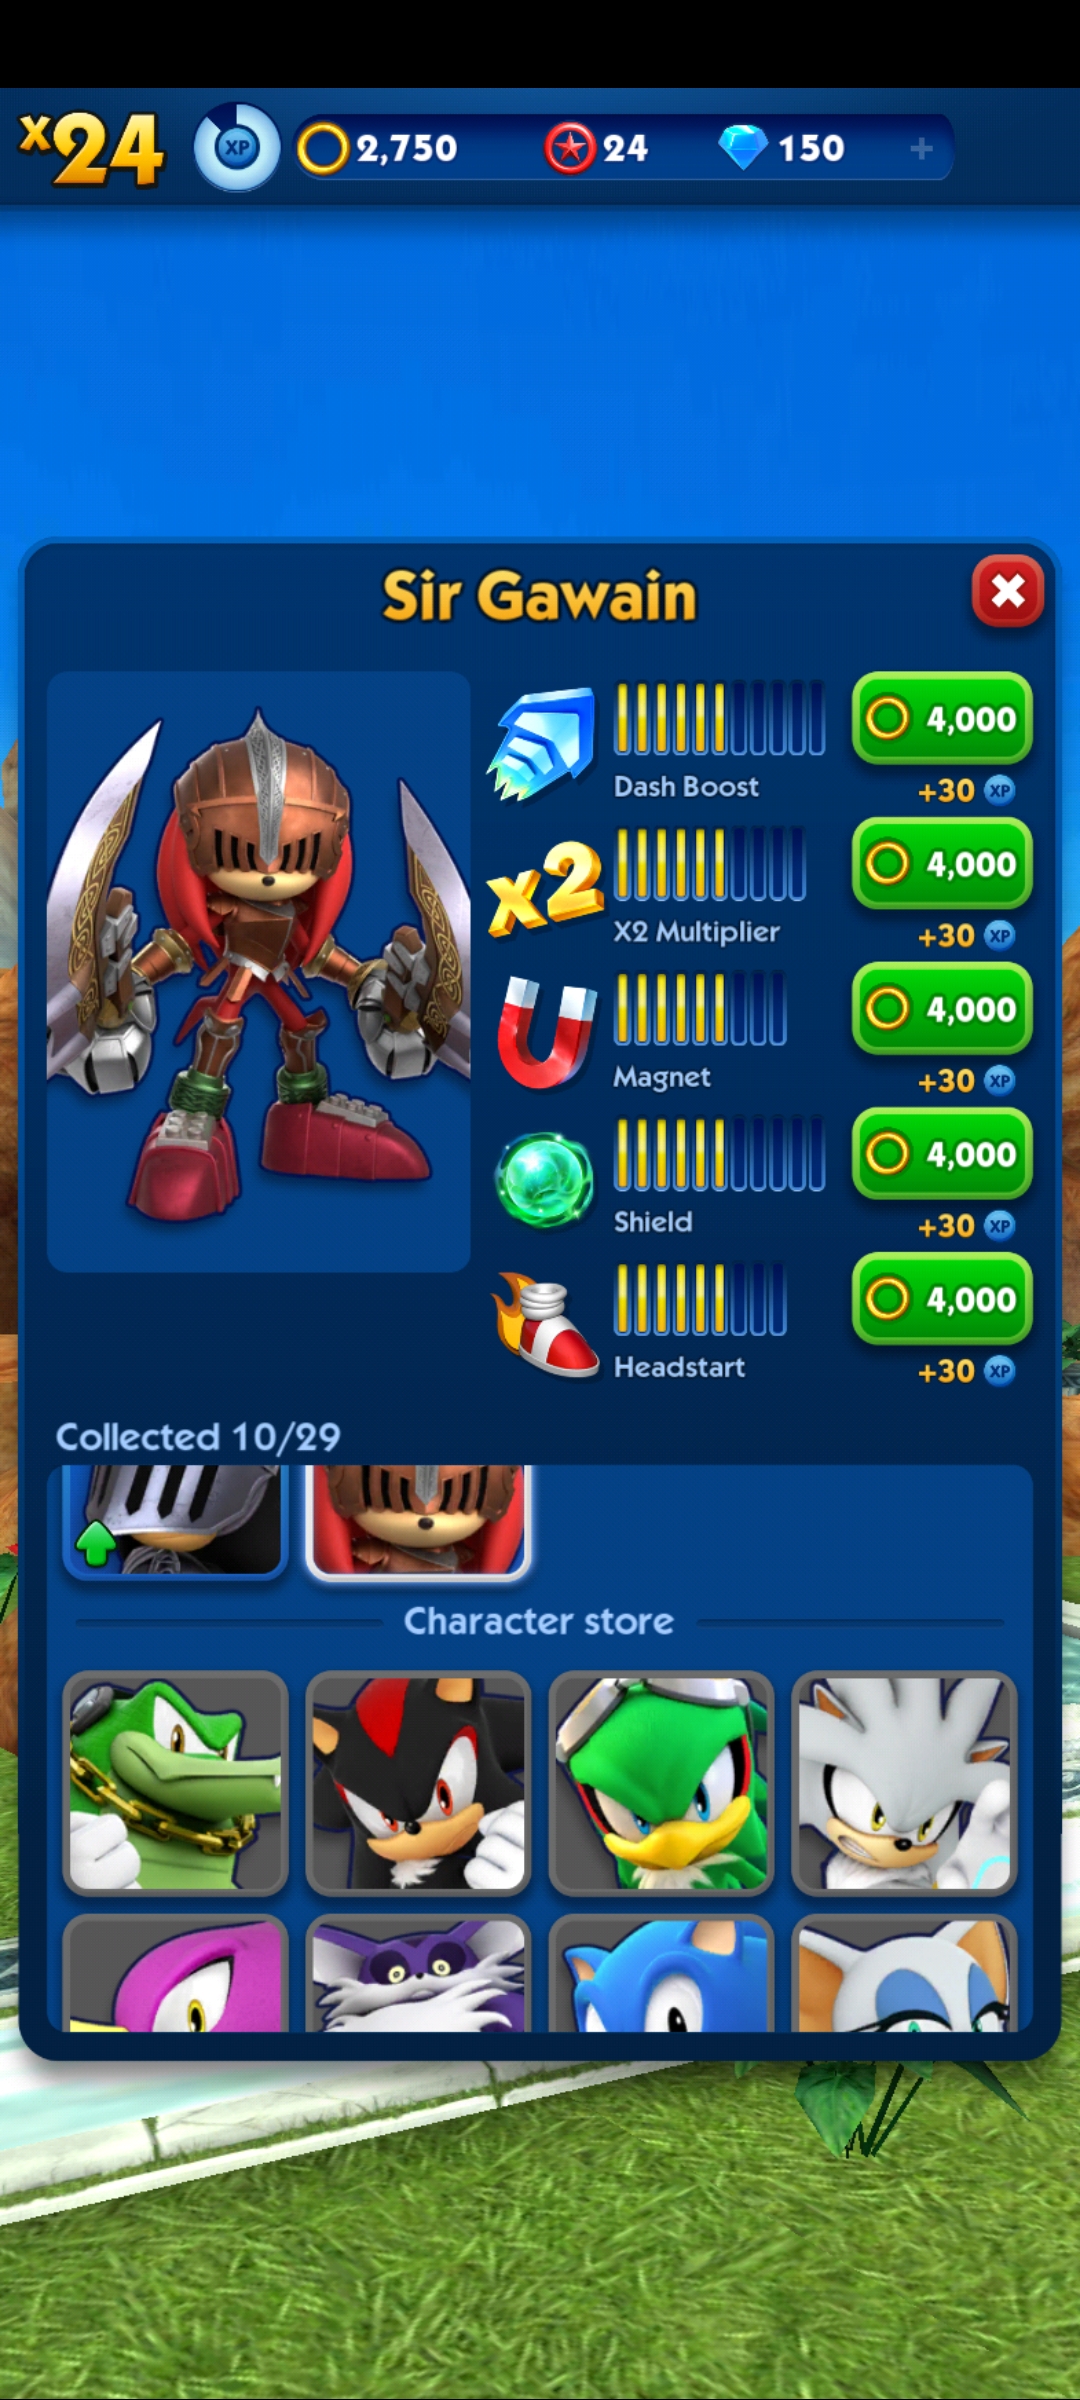 x24 XP 2,750 24 150 +
Sir Gawain
4,000
Dash Boost +30 XP
x2 4,000
X2 Multiplier +30 XP
4,000
Magnet +30 XP
4,000
Shield +30 XP
4,000
Headstart +30 XP
Collected 10/29
Character store